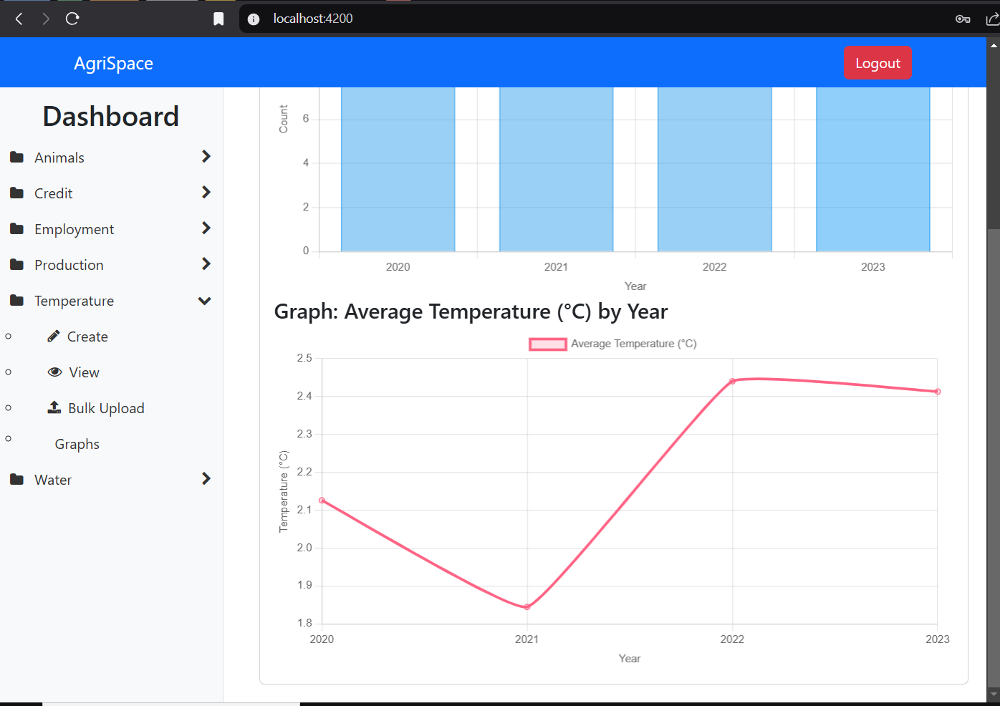 localhost:4200
AgriSpace
Logout
Dashboard
Animals
Credit
Employment
Production
Temperature
Create
View
Bulk Upload
Graphs
Water
Count
6
4
2
0
2020 2021 2022 2023
Year
Graph: Average Temperature (°C) by Year
Average Temperature (°C)
Temperature (°C)
2.5
2.4
2.3
2.2
2.1
2.0
1.9
1.8
2020 2021 2022 2023
Year